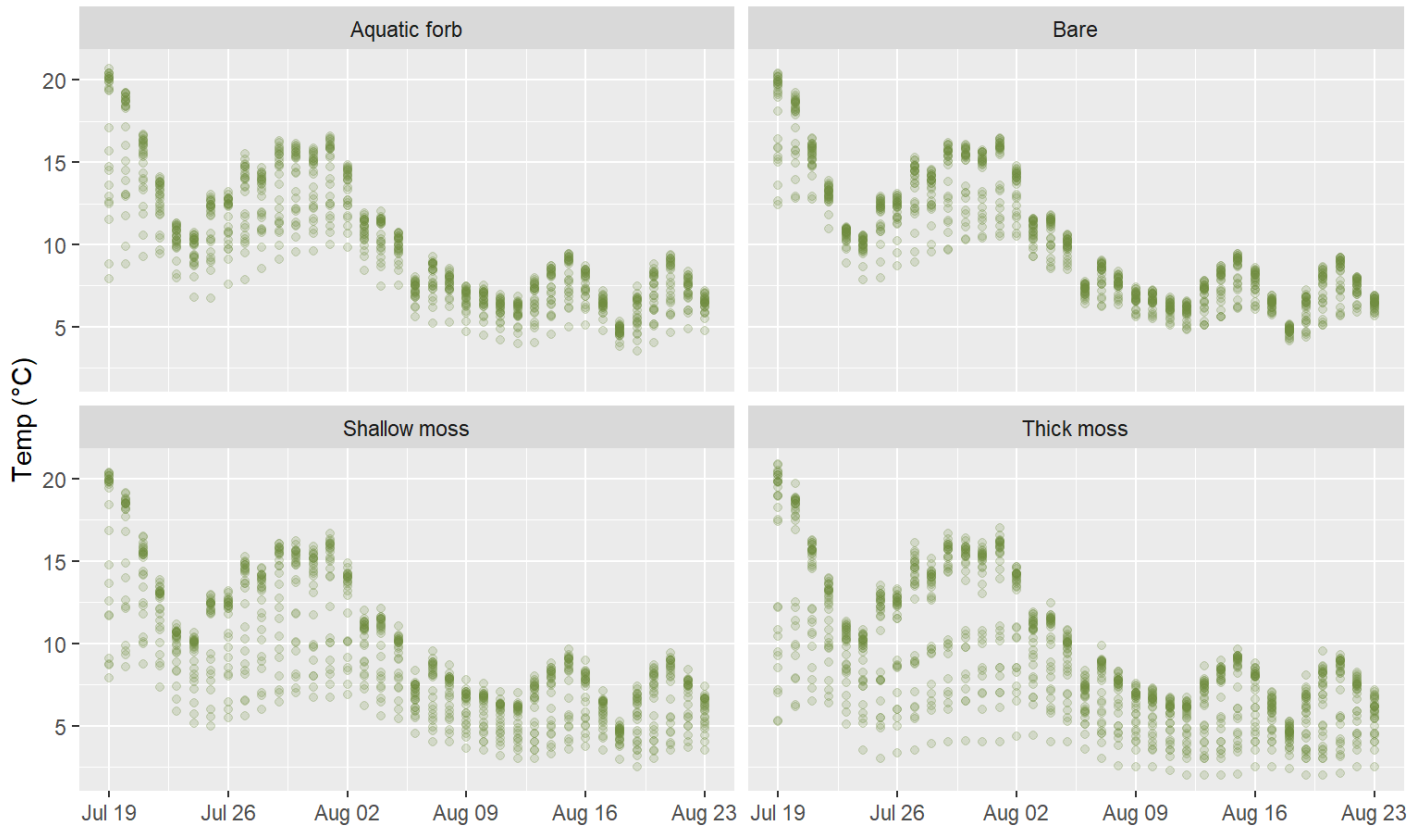 Aquatic forb
Bare
20
15
10
5
Temp (°C)
Shallow moss
Thick moss
20
15
10
5
Jul 19 Jul 26 Aug 02 Aug 09 Aug 16 Aug 23 Jul 19 Jul 26 Aug 02 Aug 09 Aug 16 Aug 23